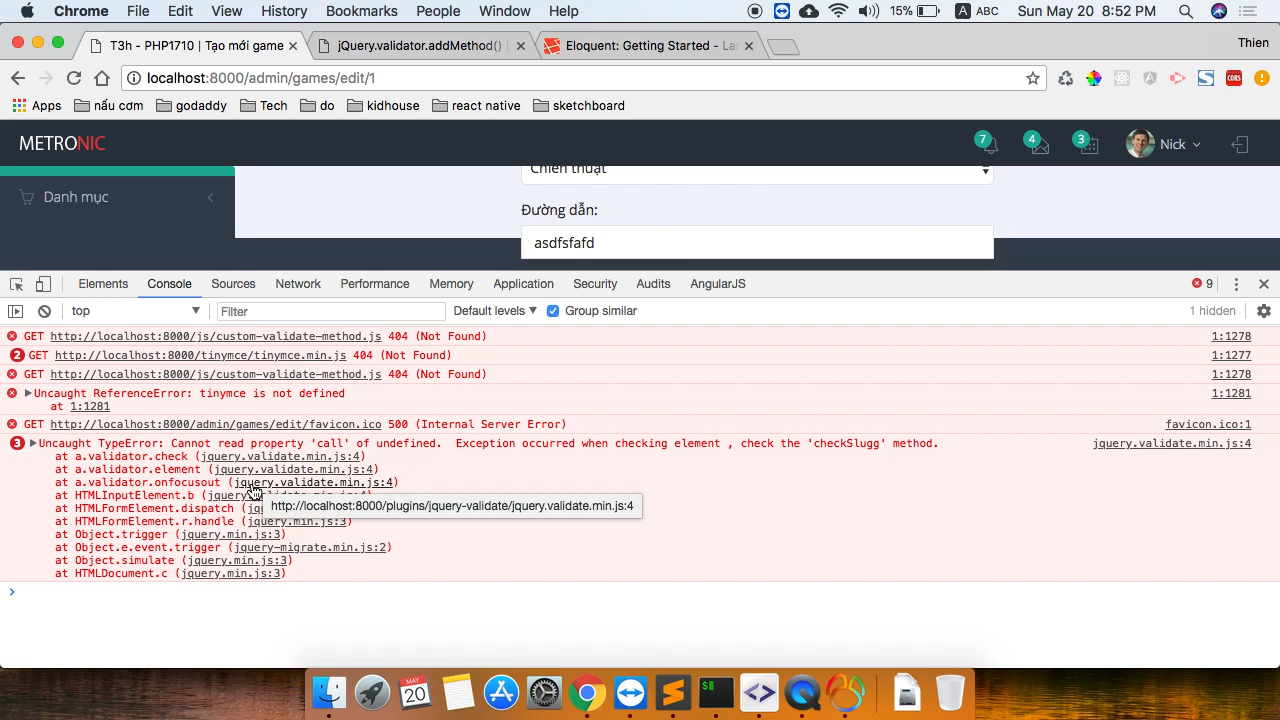 Chrome File Edit View History Bookmarks People Window Help 15% A ABC Sun May 20 8:52 PM
T3h - PHP1710 | Tạo mới game jQuery.validator.addMethod() | Eloquent: Getting Started - La Thien
localhost:8000/admin/games/edit/1 CORS
Apps nấu cơm godaddy Tech do kidhouse react native sketchboard
METRONIC 7 4 3 Nick
Danh mục
Chiến thuật
Đường dẫn:
asdfsfafd
Elements Console Sources Network Performance Memory Application Security Audits AngularJS 9
top Filter Default levels Group similar 1 hidden
GET http://localhost:8000/js/custom-validate-method.js 404 (Not Found) 1:1278
2 GET http://localhost:8000/tinymce/tinymce.min.js 404 (Not Found) 1:1277
GET http://localhost:8000/js/custom-validate-method.js 404 (Not Found) 1:1278
Uncaught ReferenceError: tinymce is not defined 1:1281
at 1:1281
GET http://localhost:8000/admin/games/edit/favicon.ico 500 (Internal Server Error) favicon.ico:1
3 Uncaught TypeError: Cannot read property 'call' of undefined. Exception occurred when checking element , check the 'checkSlugg' method. jquery.validate.min.js:4
at a.validator.check (jquery.validate.min.js:4)
at a.validator.element (jquery.validate.min.js:4)
at a.validator.onfocusout (jquery.validate.min.js:4)
at HTMLInputElement.b (jquery.validate.min.js:4)
http://localhost:8000/plugins/jquery-validate/jquery.validate.min.js:4
at HTMLFormElement.dispatch (jq
at HTMLFormElement.r.handle (jquery.min.js:3)
at Object.trigger (jquery.min.js:3)
at Object.e.event.trigger (jquery-migrate.min.js:2)
at Object.simulate (jquery.min.js:3)
at HTMLDocument.c (jquery.min.js:3)
MAY
20